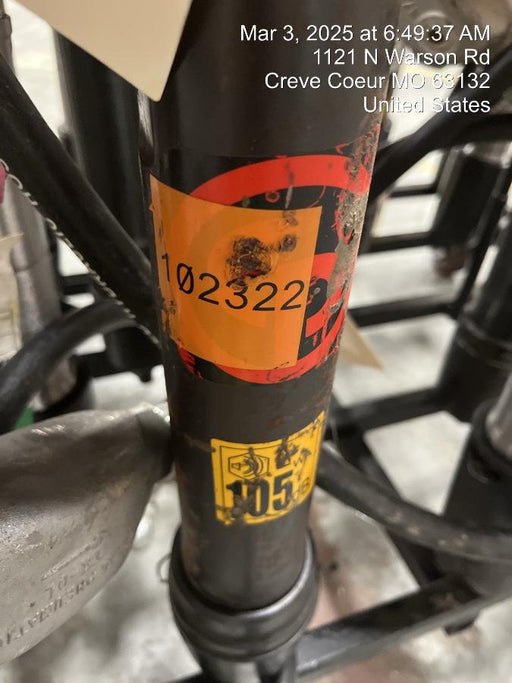 Mar 3, 2025 at 6:49:37 AM
1121 N Warson Rd
Creve Coeur MO 63132
United States
102322
105